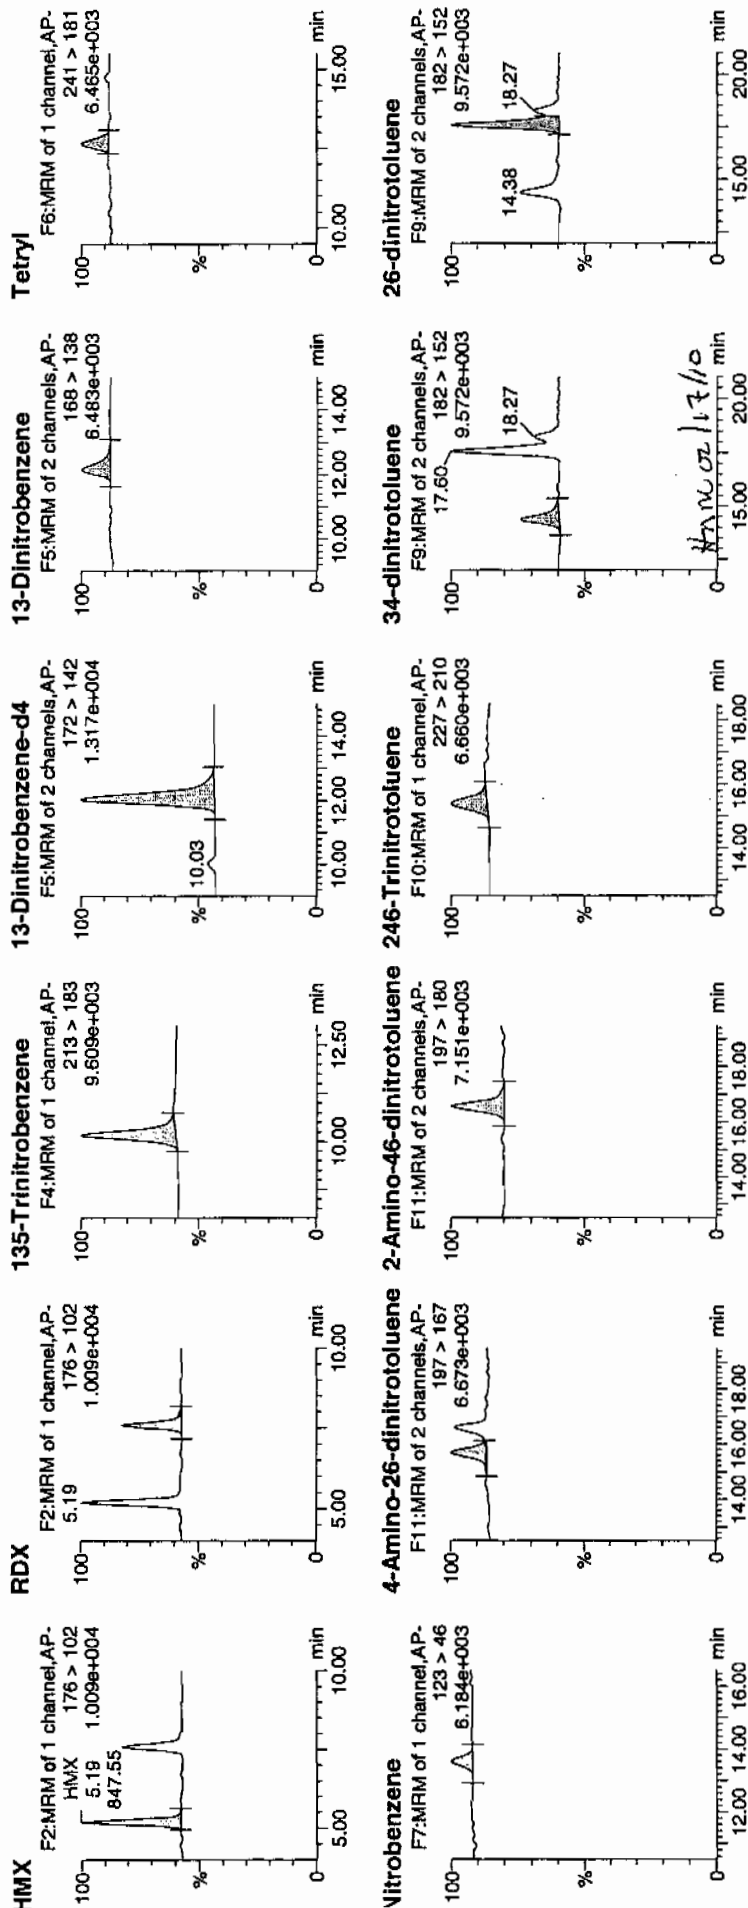 HMX
F2:MRM of 1 channel,AP-
176 > 102
1.009e+004
HMX
5.19
847.55
100
%
0
5.00
10.00
min
RDX
F2:MRM of 1 channel,AP-
176 > 102
1.009e+004
5.19
100
%
0
5.00
10.00
min
135-Trinitrobenzene
F4:MRM of 1 channel,AP-
213 > 183
9.609e+003
100
%
0
10.00
12.50
min
13-Dinitrobenzene-d4
F5:MRM of 2 channels,AP-
172 > 142
1.317e+004
10.03
100
%
0
10.00
12.00
14.00
min
13-Dinitrobenzene
F5:MRM of 2 channels,AP-
168 > 138
6.483e+003
100
%
0
10.00
12.00
14.00
min
Tetryl
F6:MRM of 1 channel,AP-
241 > 181
6.465e+003
100
%
0
10.00
15.00
min
Nitrobenzene
F7:MRM of 1 channel,AP-
123 > 46
6.184e+003
100
%
0
12.00
14.00
16.00
min
4-Amino-26-dinitrotoluene
F11:MRM of 2 channels,AP-
197 > 167
6.673e+003
100
%
0
14.00
16.00
18.00
min
2-Amino-46-dinitrotoluene
F11:MRM of 2 channels,AP-
197 > 180
7.151e+003
100
%
0
14.00
16.00
18.00
min
246-Trinitrotoluene
F10:MRM of 1 channel,AP-
227 > 210
6.660e+003
100
%
0
14.00
16.00
18.00
min
34-dinitrotoluene
F9:MRM of 2 channels,AP-
182 > 152
9.572e+003
17.60
18.27
100
%
0
15.00
20.00
min
02/17/10
26-dinitrotoluene
F9:MRM of 2 channels,AP-
182 > 152
9.572e+003
14.38
18.27
100
%
0
15.00
20.00
min